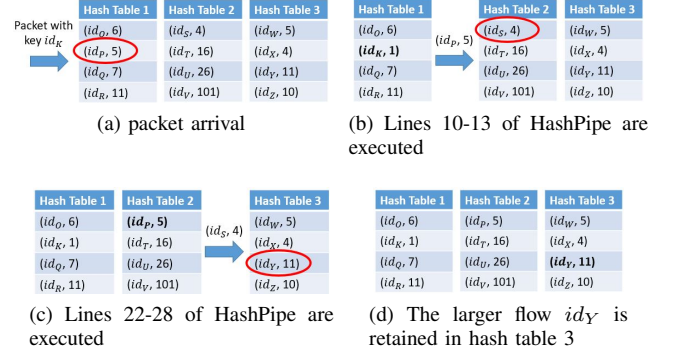 Packet with
key id_K
Hash Table 1 Hash Table 2 Hash Table 3
(id_O, 6) (id_S, 4) (id_W, 5)
(id_P, 5) (id_T, 16) (id_X, 4)
(id_Q, 7) (id_U, 26) (id_Y, 11)
(id_R, 11) (id_V, 101) (id_Z, 10)
(a) packet arrival
Hash Table 1 Hash Table 2 Hash Table 3
(id_O, 6) (id_P, 5) (id_S, 4) (id_W, 5)
(id_K, 1) (id_T, 16) (id_X, 4)
(id_Q, 7) (id_U, 26) (id_Y, 11)
(id_R, 11) (id_V, 101) (id_Z, 10)
(b) Lines 10-13 of HashPipe are
executed
Hash Table 1 Hash Table 2 Hash Table 3
(id_O, 6) (id_P, 5) (id_S, 4) (id_W, 5)
(id_K, 1) (id_T, 16) (id_X, 4)
(id_Q, 7) (id_U, 26) (id_Y, 11)
(id_R, 11) (id_V, 101) (id_Z, 10)
(c) Lines 22-28 of HashPipe are
executed
Hash Table 1 Hash Table 2 Hash Table 3
(id_O, 6) (id_P, 5) (id_W, 5)
(id_K, 1) (id_T, 16) (id_X, 4)
(id_Q, 7) (id_U, 26) (id_Y, 11)
(id_R, 11) (id_V, 101) (id_Z, 10)
(d) The larger flow id_Y is
retained in hash table 3